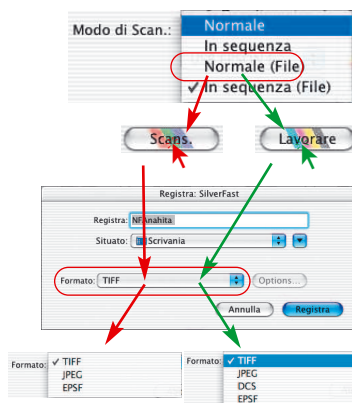 Modo di Scan.:
Normale
In sequenza
Normale (File)
✓ In sequenza (File)
Scans.
Lavorare
Registra: SilverFast
Registra: NFAnahita
Situato: Scrivania
Formato: TIFF
Options...
Annulla
Registra
Formato:
✓ TIFF
JPEG
EPSF
Formato:
✓ TIFF
JPEG
DCS
EPSF